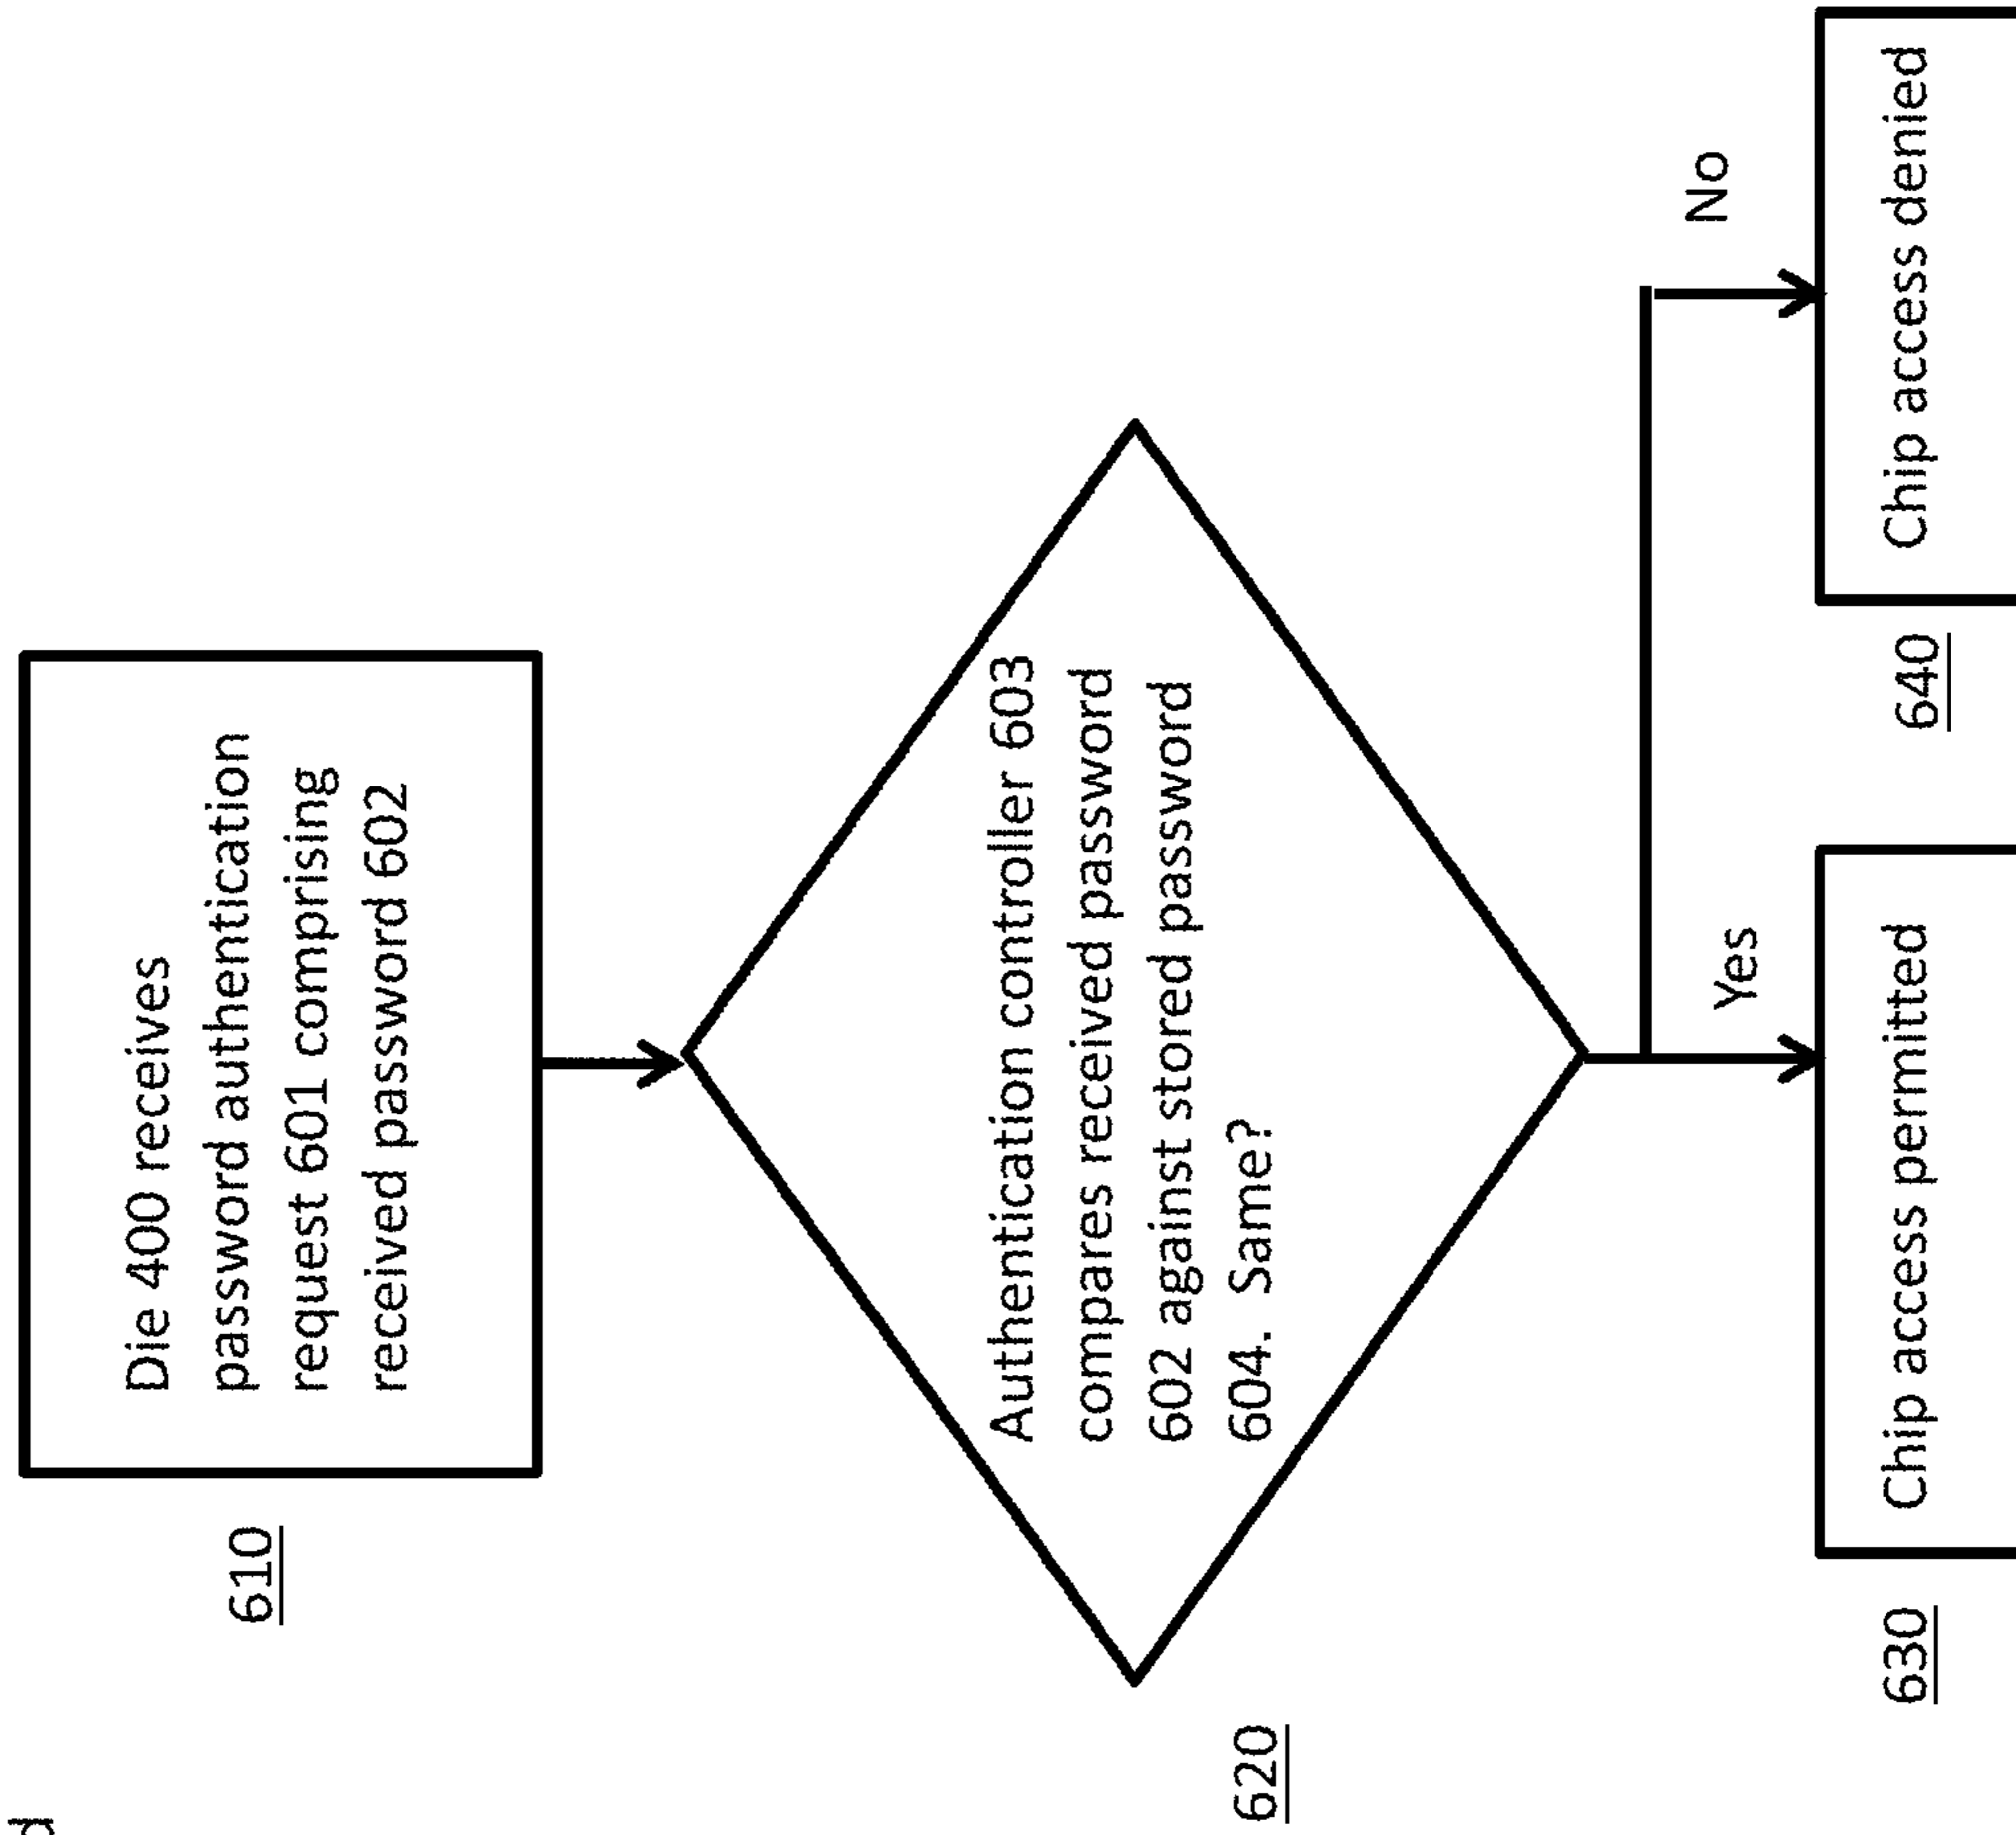 610
Die 400 receives
password authentication
request 601 comprising
received password 602
620
Authentication controller 603
compares received password
602 against stored password
604. Same?
Yes
No
630
Chip access permitted
640
Chip access denied